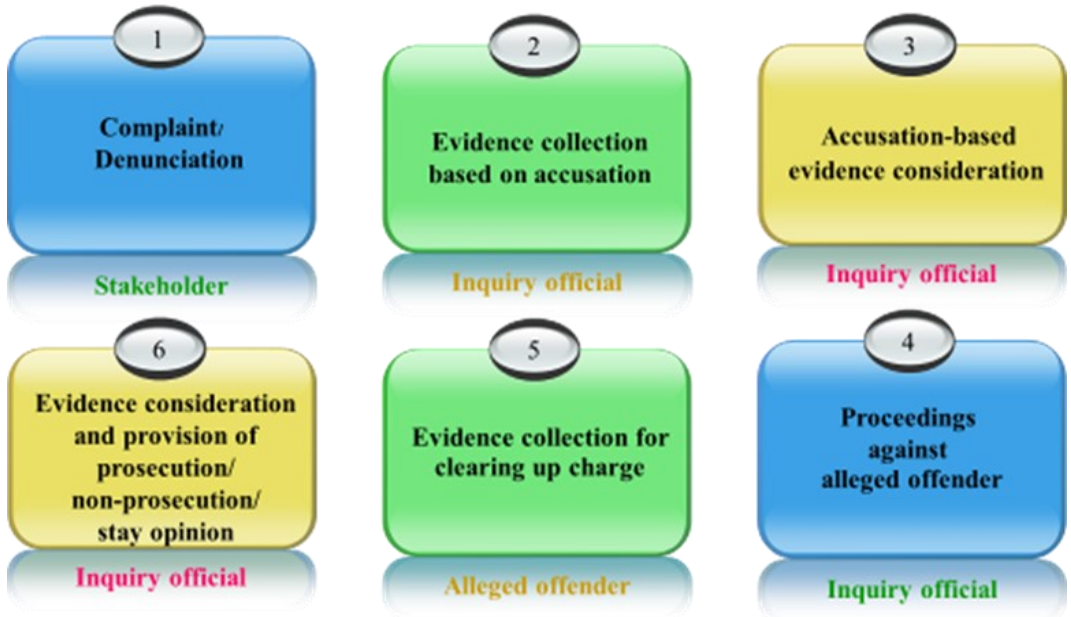 1
Complaint/
Denunciation
Stakeholder
2
Evidence collection
based on accusation
Inquiry official
3
Accusation-based
evidence consideration
Inquiry official
4
Proceedings
against
alleged offender
Inquiry official
5
Evidence collection for
clearing up charge
Alleged offender
6
Evidence consideration
and provision of
prosecution/
non-prosecution/
stay opinion
Inquiry official